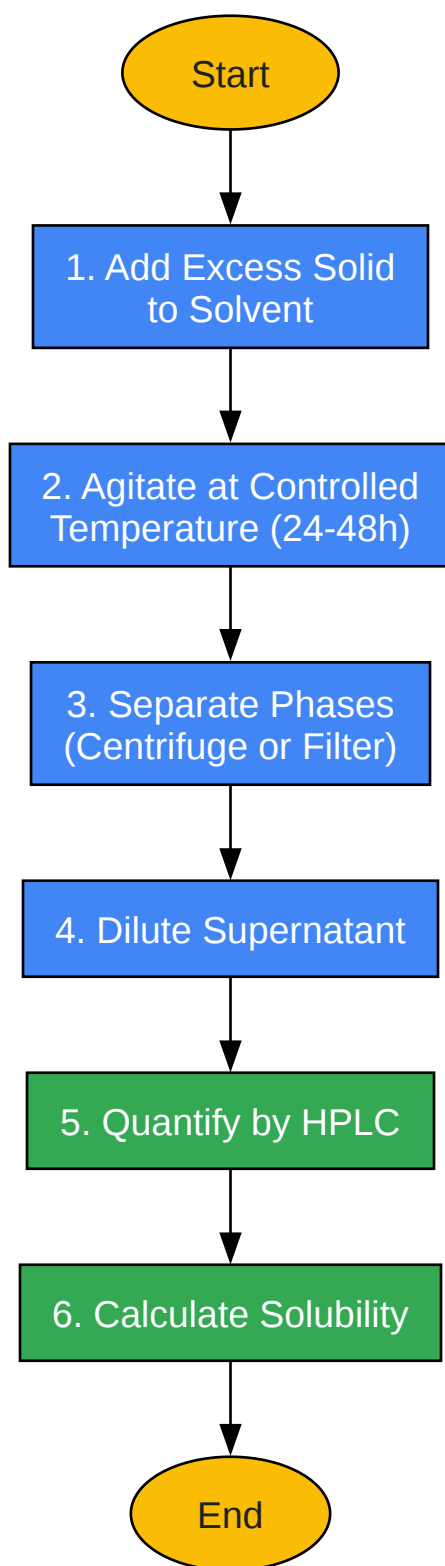 Start
1. Add Excess Solid
to Solvent
2. Agitate at Controlled
Temperature (24-48h)
3. Separate Phases
(Centrifuge or Filter)
4. Dilute Supernatant
5. Quantify by HPLC
6. Calculate Solubility
End